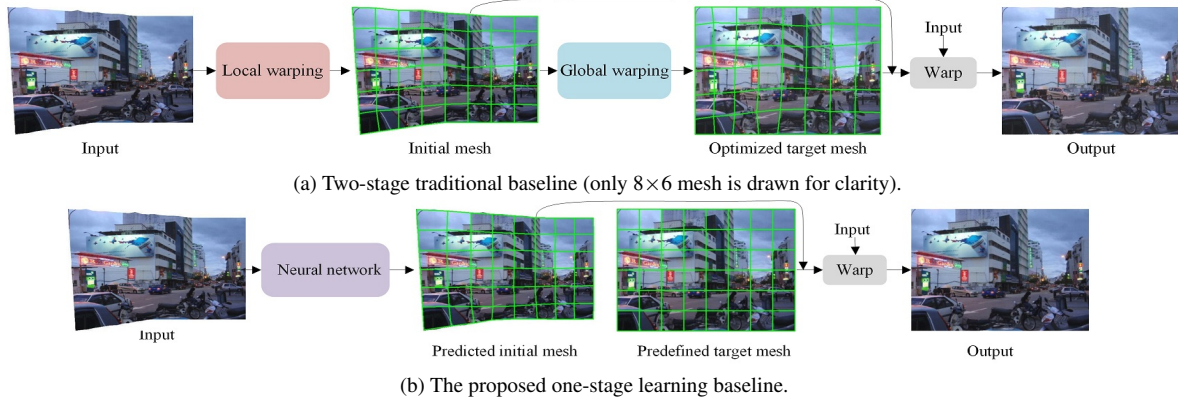 Input
Local warping
Global warping
Warp
Input
Initial mesh
Optimized target mesh
Output
(a) Two-stage traditional baseline (only 8×6 mesh is drawn for clarity).
Input
Neural network
Warp
Input
Predicted initial mesh
Predefined target mesh
Output
(b) The proposed one-stage learning baseline.